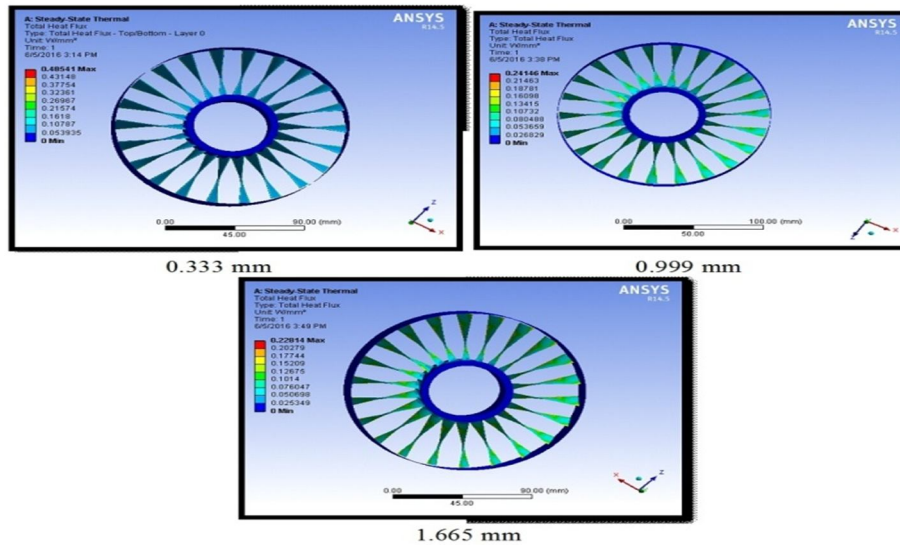 A: Steady-State Thermal
Total Heat Flux
Type: Total Heat Flux - Top/Bottom - Layer 0
Unit: W/mm²
Time: 1
6/5/2016 3:14 PM
0.48541 Max
0.43148
0.37754
0.32361
0.26967
0.21574
0.1618
0.10787
0.053935
0 Min
ANSYS
R14.5
0.00
90.00 (mm)
45.00
Z
X
0.333 mm
A: Steady-State Thermal
Total Heat Flux
Type: Total Heat Flux
Unit: W/mm²
Time: 1
6/5/2016 3:38 PM
0.24146 Max
0.21463
0.18781
0.16098
0.13415
0.10732
0.080488
0.053659
0.026829
0 Min
ANSYS
R14.5
0.00
100.00 (mm)
50.00
Z
X
0.999 mm
A: Steady-State Thermal
Total Heat Flux
Type: Total Heat Flux
Unit: W/mm²
Time: 1
6/5/2016 3:49 PM
0.22814 Max
0.20279
0.17744
0.15209
0.12675
0.1014
0.076047
0.050698
0.025349
0 Min
ANSYS
R14.5
0.00
90.00 (mm)
45.00
X
Z
1.665 mm